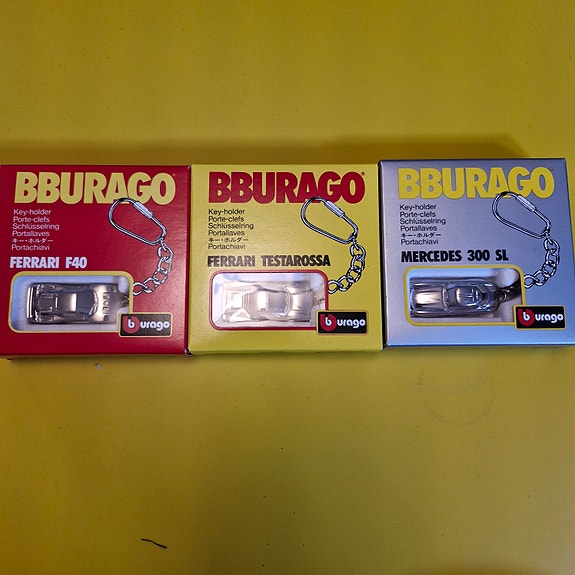 BBURAGO
Key-holder
Porte-clefs
Schlüsselring
Portallaves
キー・ホルダー
Portachiavi
FERRARI F40
burago
BBURAGO
Key-holder
Porte-clefs
Schlüsselring
Portallaves
キー・ホルダー
Portachiavi
FERRARI TESTAROSSA
burago
BBURAGO
Key-holder
Porte-clefs
Schlüsselring
Portallaves
キー・ホルダー
Portachiavi
MERCEDES 300 SL
burago